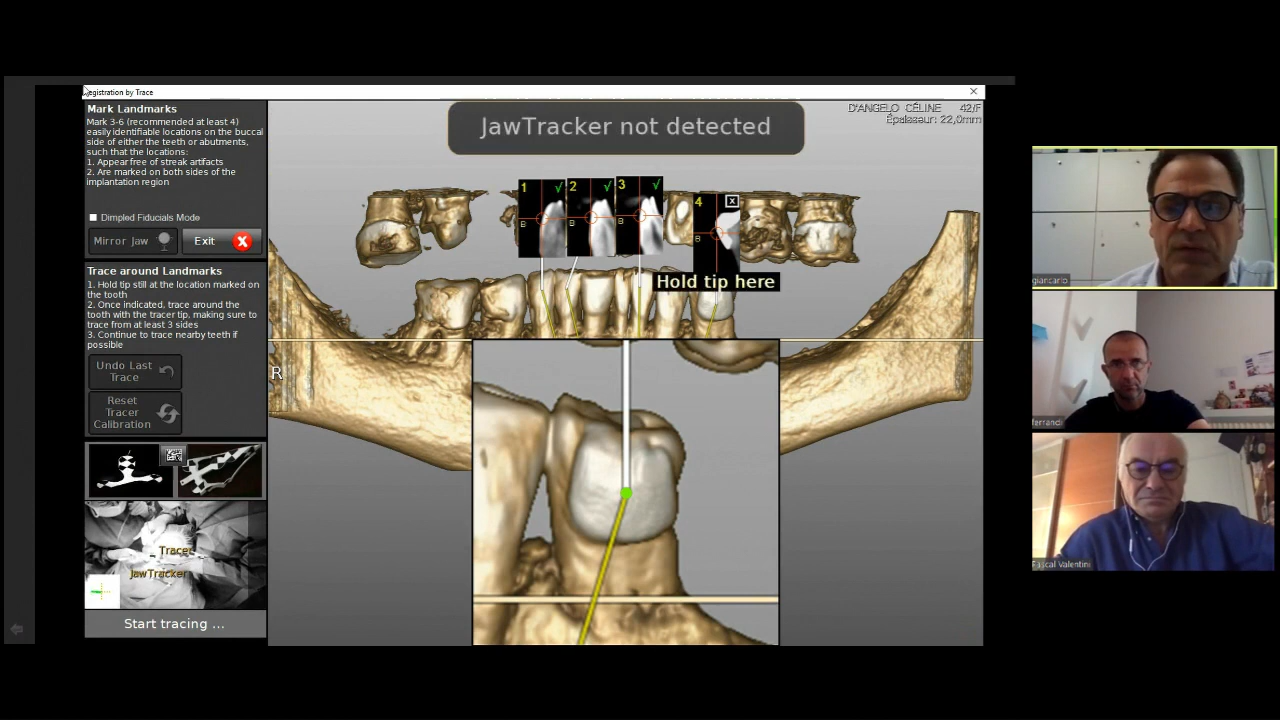 egistration by Trace
Mark Landmarks
Mark 3-6 (recommended at least 4)
easily identifiable locations on the buccal
side of either the teeth or abutments,
such that the locations:
1. Appear free of streak artifacts
2. Are marked on both sides of the
implantation region
Dimpled Fiducials Mode
Mirror Jaw
Exit
Trace around Landmarks
1. Hold tip still at the location marked on
the tooth
2. Once indicated, trace around the
tooth with the tracer tip, making sure to
trace from at least 3 sides
3. Continue to trace nearby teeth if
possible
Undo Last
Trace
Reset
Tracer
Calibration
Tracer
JawTracker
Start tracing ...
JawTracker not detected
D'ANGELO CÉLINE 42/F
Épaisseur: 22,0mm
1
2
3
4
B
B
B
B
Hold tip here
R
giancarlo
ferrandi
Pascal Valentini